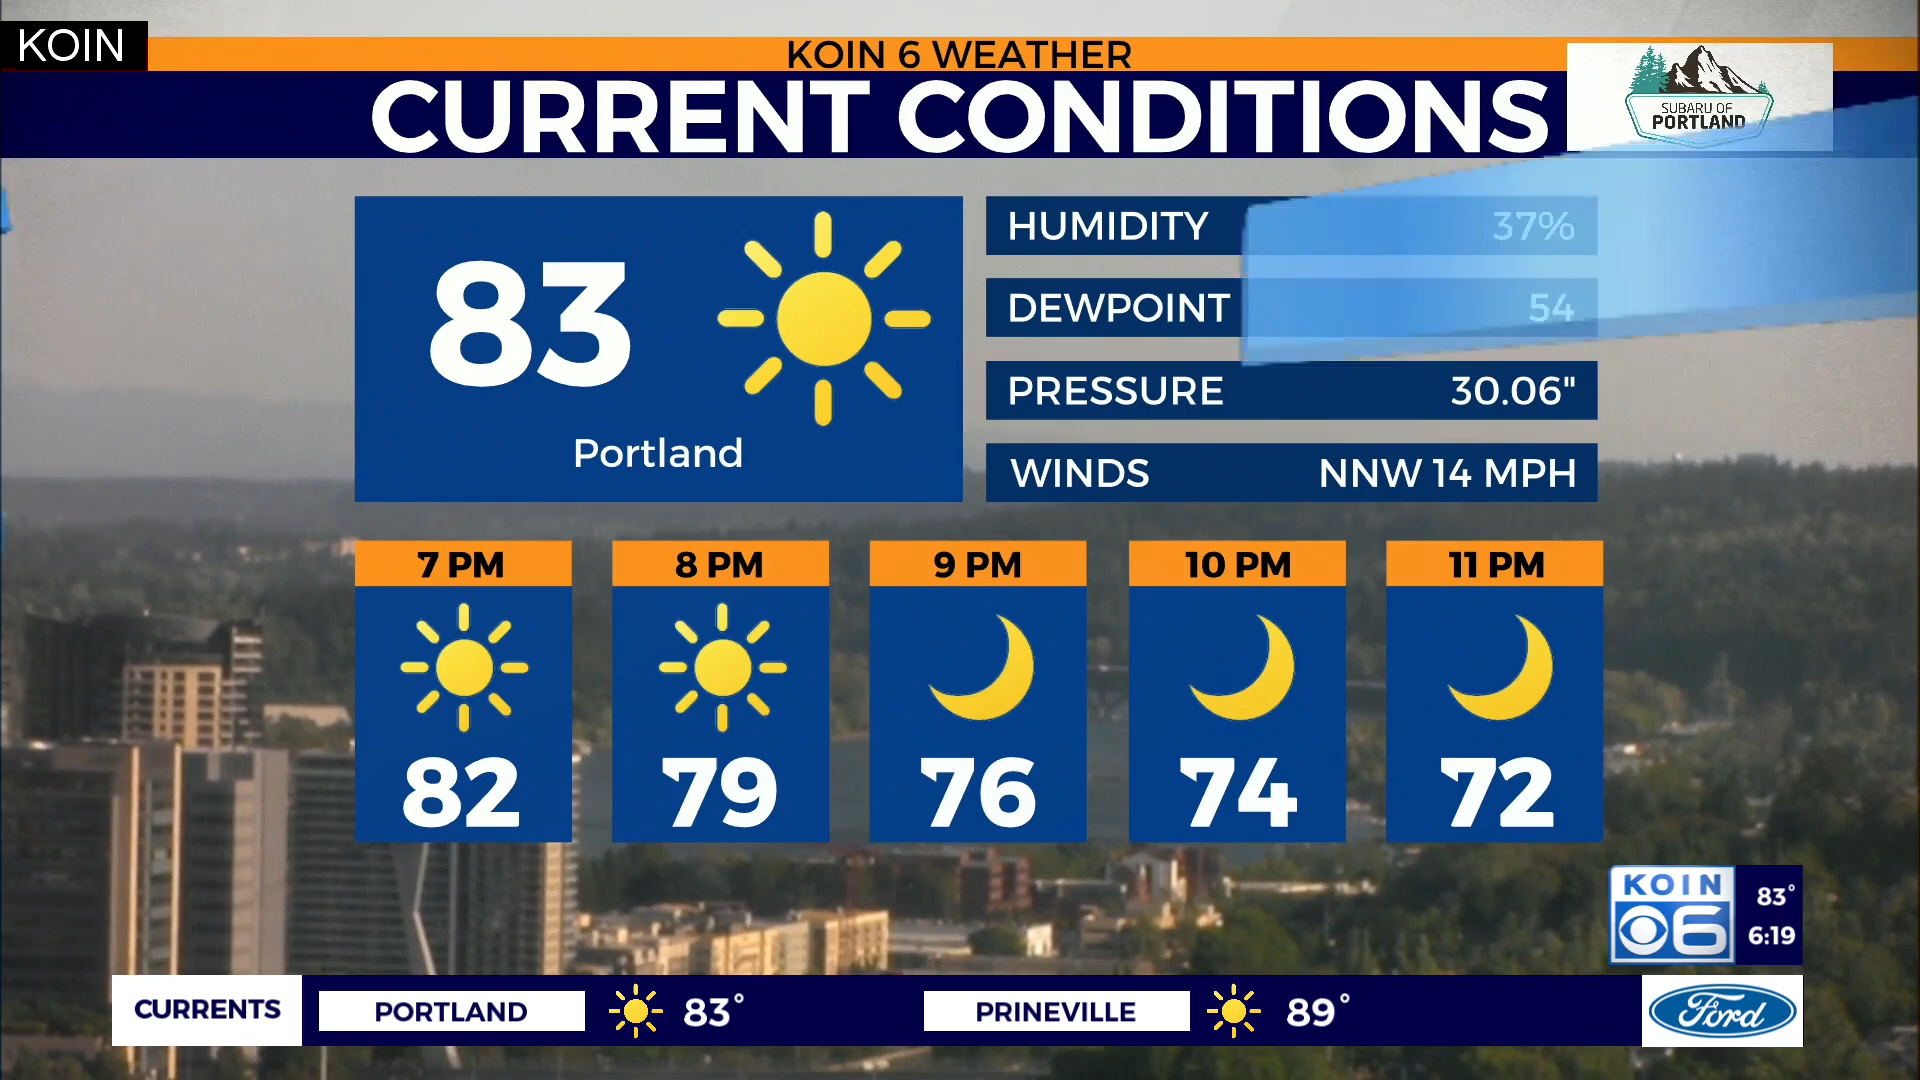 KOIN
KOIN 6 WEATHER
CURRENT CONDITIONS
SUBARU OF
PORTLAND
83
Portland
HUMIDITY 37%
DEWPOINT 54
PRESSURE 30.06"
WINDS NNW 14 MPH
7 PM 8 PM 9 PM 10 PM 11 PM
82 79 76 74 72
KOIN
6
83°
6:19
CURRENTS PORTLAND 83° PRINEVILLE 89° Ford